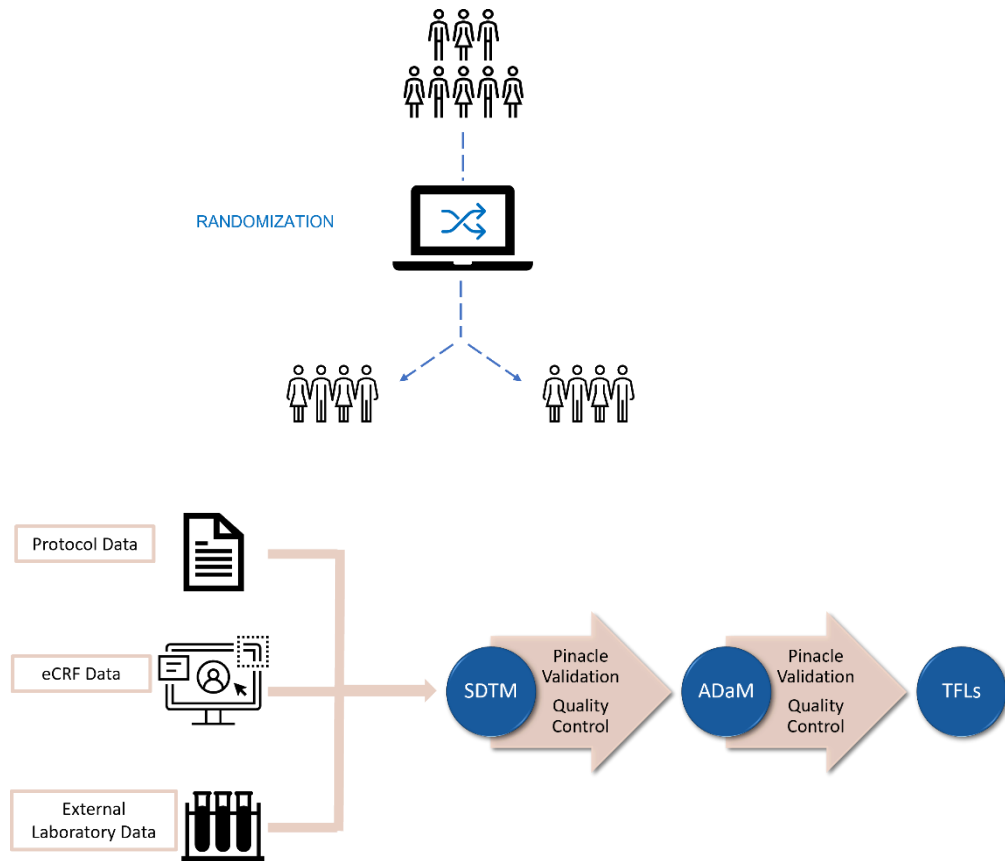 RANDOMIZATION
Protocol Data
eCRF Data
External
Laboratory Data
SDTM
Pinacle
Validation
Quality
Control
ADaM
Pinacle
Validation
Quality
Control
TFLs